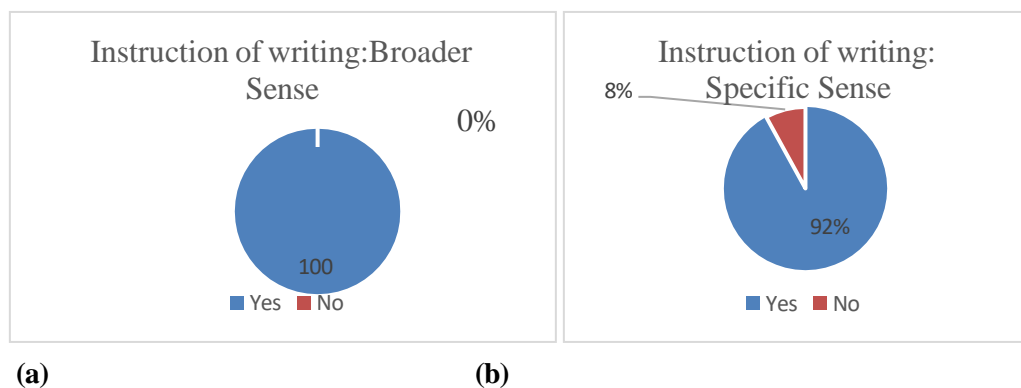 Instruction of writing:Broader
Sense
0%
100
Yes No
Instruction of writing:
Specific Sense
8%
92%
Yes No
(a) (b)